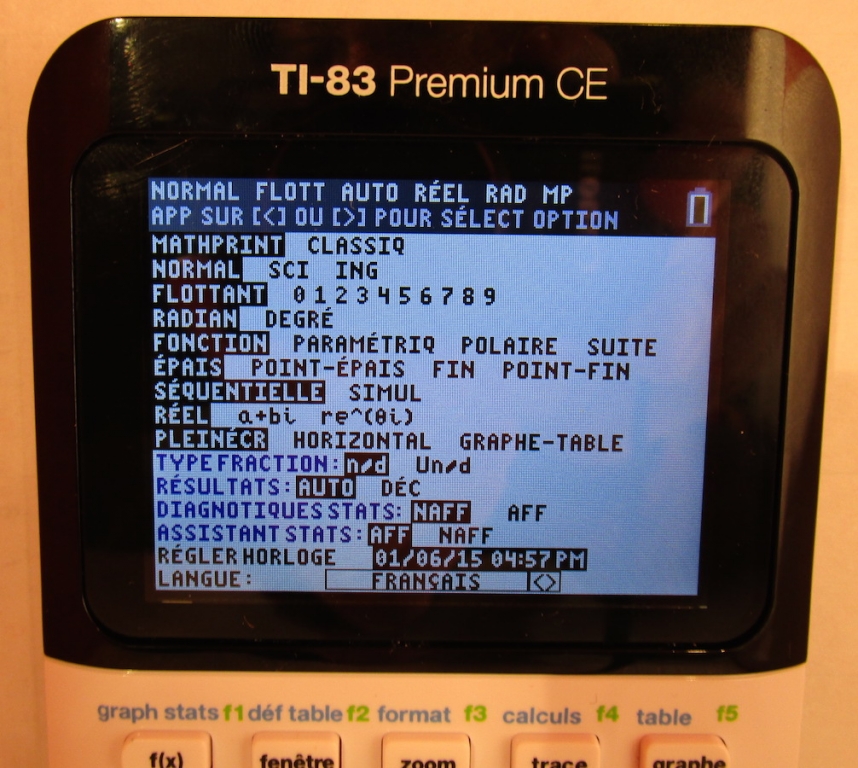 TI-83 Premium CE
NORMAL FLOTT AUTO RÉEL RAD MP
APP SUR [<] OU [>] POUR SÉLECT OPTION
MATHPRINT CLASSIQ
NORMAL SCI ING
FLOTTANT 0 1 2 3 4 5 6 7 8 9
RADIAN DEGRÉ
FONCTION PARAMÉTRIQ POLAIRE SUITE
ÉPAIS POINT-ÉPAIS FIN POINT-FIN
SÉQUENTIELLE SIMUL
RÉEL a+bi re^(θi)
PLEINÉCR HORIZONTAL GRAPHE-TABLE
TYPE FRACTION: n/d Un/d
RÉSULTATS: AUTO DÉC
DIAGNOTIQUES STATS: NAFF AFF
ASSISTANT STATS: AFF NAFF
RÉGLER HORLOGE 01/06/15 04:57 PM
LANGUE: FRANÇAIS <>
graph stats f1 déf table f2 format f3 calculs f4 table f5
f(x) fenêtre zoom trace graphe